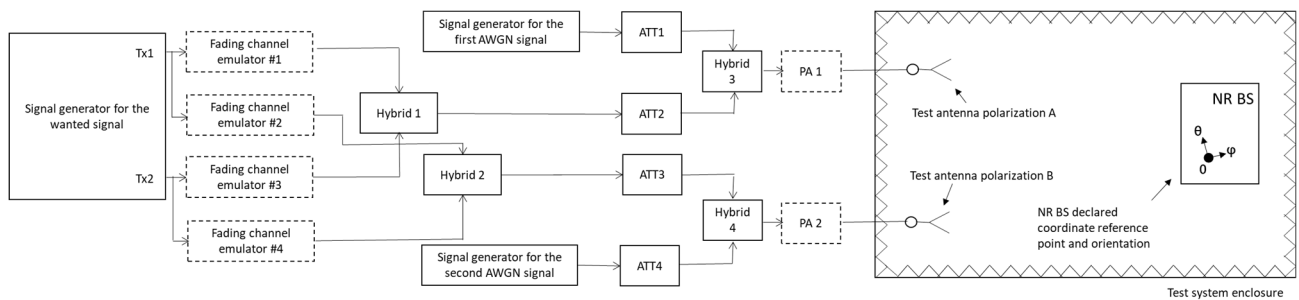 Signal generator for the wanted signal
Tx1
Tx2
Fading channel
emulator #1
Fading channel
emulator #2
Fading channel
emulator #3
Fading channel
emulator #4
Hybrid 1
Hybrid 2
Signal generator for the
first AWGN signal
Signal generator for the
second AWGN signal
ATT1
ATT2
ATT3
ATT4
Hybrid
3
Hybrid
4
PA 1
PA 2
Test antenna polarization A
Test antenna polarization B
NR BS
θ
φ
0
NR BS declared
coordinate reference
point and orientation
Test system enclosure